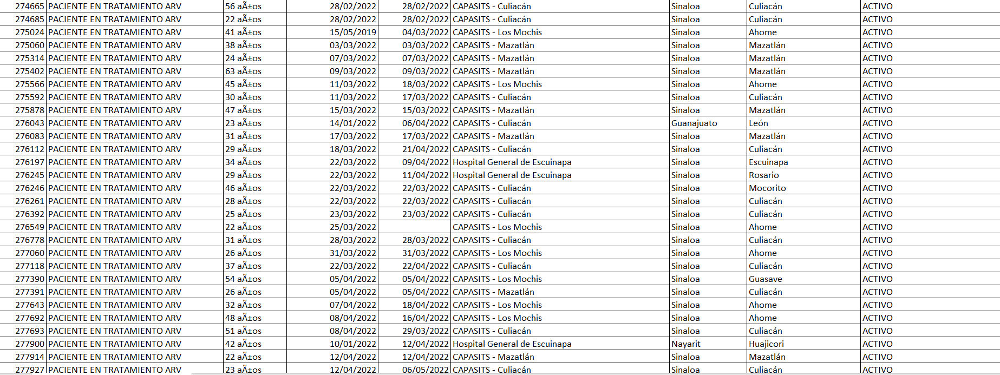 274665 PACIENTE EN TRATAMIENTO ARV 56 aÃ±os 28/02/2022 28/02/2022 CAPASITS - Culiacán Sinaloa Culiacán ACTIVO
274685 PACIENTE EN TRATAMIENTO ARV 22 aÃ±os 28/02/2022 28/02/2022 CAPASITS - Culiacán Sinaloa Culiacán ACTIVO
275024 PACIENTE EN TRATAMIENTO ARV 41 aÃ±os 15/05/2019 04/03/2022 CAPASITS - Los Mochis Sinaloa Ahome ACTIVO
275060 PACIENTE EN TRATAMIENTO ARV 38 aÃ±os 03/03/2022 03/03/2022 CAPASITS - Mazatlán Sinaloa Mazatlán ACTIVO
275314 PACIENTE EN TRATAMIENTO ARV 24 aÃ±os 07/03/2022 07/03/2022 CAPASITS - Mazatlán Sinaloa Mazatlán ACTIVO
275402 PACIENTE EN TRATAMIENTO ARV 63 aÃ±os 09/03/2022 09/03/2022 CAPASITS - Mazatlán Sinaloa Mazatlán ACTIVO
275566 PACIENTE EN TRATAMIENTO ARV 45 aÃ±os 11/03/2022 18/03/2022 CAPASITS - Los Mochis Sinaloa Ahome ACTIVO
275592 PACIENTE EN TRATAMIENTO ARV 30 aÃ±os 11/03/2022 17/03/2022 CAPASITS - Culiacán Sinaloa Culiacán ACTIVO
275878 PACIENTE EN TRATAMIENTO ARV 47 aÃ±os 15/03/2022 15/03/2022 CAPASITS - Mazatlán Sinaloa Mazatlán ACTIVO
276043 PACIENTE EN TRATAMIENTO ARV 23 aÃ±os 14/01/2022 06/04/2022 CAPASITS - Culiacán Guanajuato León ACTIVO
276083 PACIENTE EN TRATAMIENTO ARV 31 aÃ±os 17/03/2022 17/03/2022 CAPASITS - Mazatlán Sinaloa Mazatlán ACTIVO
276112 PACIENTE EN TRATAMIENTO ARV 29 aÃ±os 18/03/2022 21/04/2022 CAPASITS - Culiacán Sinaloa Culiacán ACTIVO
276197 PACIENTE EN TRATAMIENTO ARV 34 aÃ±os 22/03/2022 09/04/2022 Hospital General de Escuinapa Sinaloa Escuinapa ACTIVO
276245 PACIENTE EN TRATAMIENTO ARV 29 aÃ±os 22/03/2022 11/04/2022 Hospital General de Escuinapa Sinaloa Rosario ACTIVO
276246 PACIENTE EN TRATAMIENTO ARV 46 aÃ±os 22/03/2022 22/03/2022 CAPASITS - Culiacán Sinaloa Mocorito ACTIVO
276261 PACIENTE EN TRATAMIENTO ARV 28 aÃ±os 22/03/2022 22/03/2022 CAPASITS - Culiacán Sinaloa Culiacán ACTIVO
276392 PACIENTE EN TRATAMIENTO ARV 25 aÃ±os 23/03/2022 23/03/2022 CAPASITS - Culiacán Sinaloa Culiacán ACTIVO
276549 PACIENTE EN TRATAMIENTO ARV 22 aÃ±os 25/03/2022 CAPASITS - Los Mochis Sinaloa Ahome ACTIVO
276778 PACIENTE EN TRATAMIENTO ARV 31 aÃ±os 28/03/2022 28/03/2022 CAPASITS - Culiacán Sinaloa Culiacán ACTIVO
277060 PACIENTE EN TRATAMIENTO ARV 26 aÃ±os 31/03/2022 31/03/2022 CAPASITS - Los Mochis Sinaloa Ahome ACTIVO
277118 PACIENTE EN TRATAMIENTO ARV 37 aÃ±os 22/03/2022 22/04/2022 CAPASITS - Culiacán Sinaloa Culiacán ACTIVO
277390 PACIENTE EN TRATAMIENTO ARV 54 aÃ±os 05/04/2022 05/04/2022 CAPASITS - Los Mochis Sinaloa Guasave ACTIVO
277391 PACIENTE EN TRATAMIENTO ARV 26 aÃ±os 05/04/2022 05/04/2022 CAPASITS - Mazatlán Sinaloa Culiacán ACTIVO
277643 PACIENTE EN TRATAMIENTO ARV 32 aÃ±os 07/04/2022 18/04/2022 CAPASITS - Los Mochis Sinaloa Ahome ACTIVO
277692 PACIENTE EN TRATAMIENTO ARV 48 aÃ±os 08/04/2022 16/04/2022 CAPASITS - Los Mochis Sinaloa Ahome ACTIVO
277693 PACIENTE EN TRATAMIENTO ARV 51 aÃ±os 08/04/2022 29/03/2022 CAPASITS - Culiacán Sinaloa Culiacán ACTIVO
277900 PACIENTE EN TRATAMIENTO ARV 42 aÃ±os 10/01/2022 12/04/2022 Hospital General de Escuinapa Nayarit Huajicori ACTIVO
277914 PACIENTE EN TRATAMIENTO ARV 22 aÃ±os 12/04/2022 12/04/2022 CAPASITS - Mazatlán Sinaloa Mazatlán ACTIVO
277927 PACIENTE EN TRATAMIENTO ARV 23 aÃ±os 12/04/2022 06/05/2022 CAPASITS - Culiacán Sinaloa Culiacán ACTIVO